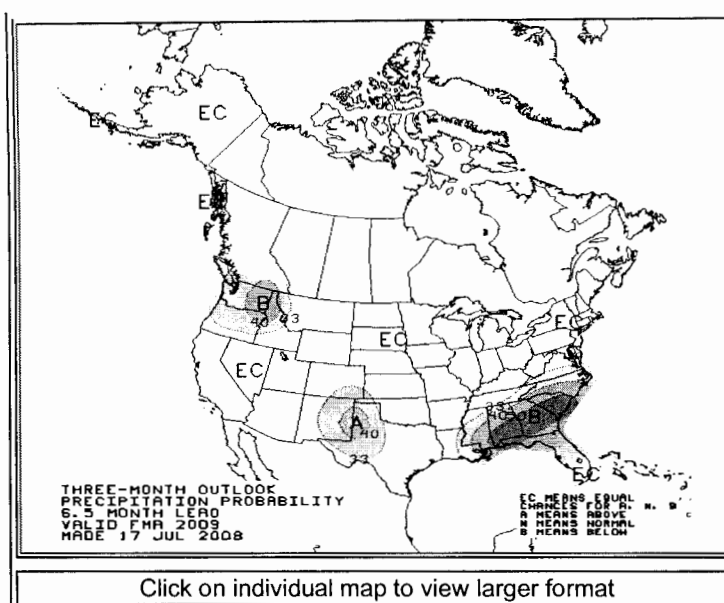 EC
EC
EC
B
40
33
EC
EC
EC
A
40
33
33
40
50
B
EC
THREE-MONTH OUTLOOK
PRECIPITATION PROBABILITY
6.5 MONTH LEAD
VALID FMA 2009
MADE 17 JUL 2008
EC MEANS EQUAL
CHANCES FOR A, N, B
A MEANS ABOVE
N MEANS NORMAL
B MEANS BELOW
Click on individual map to view larger format